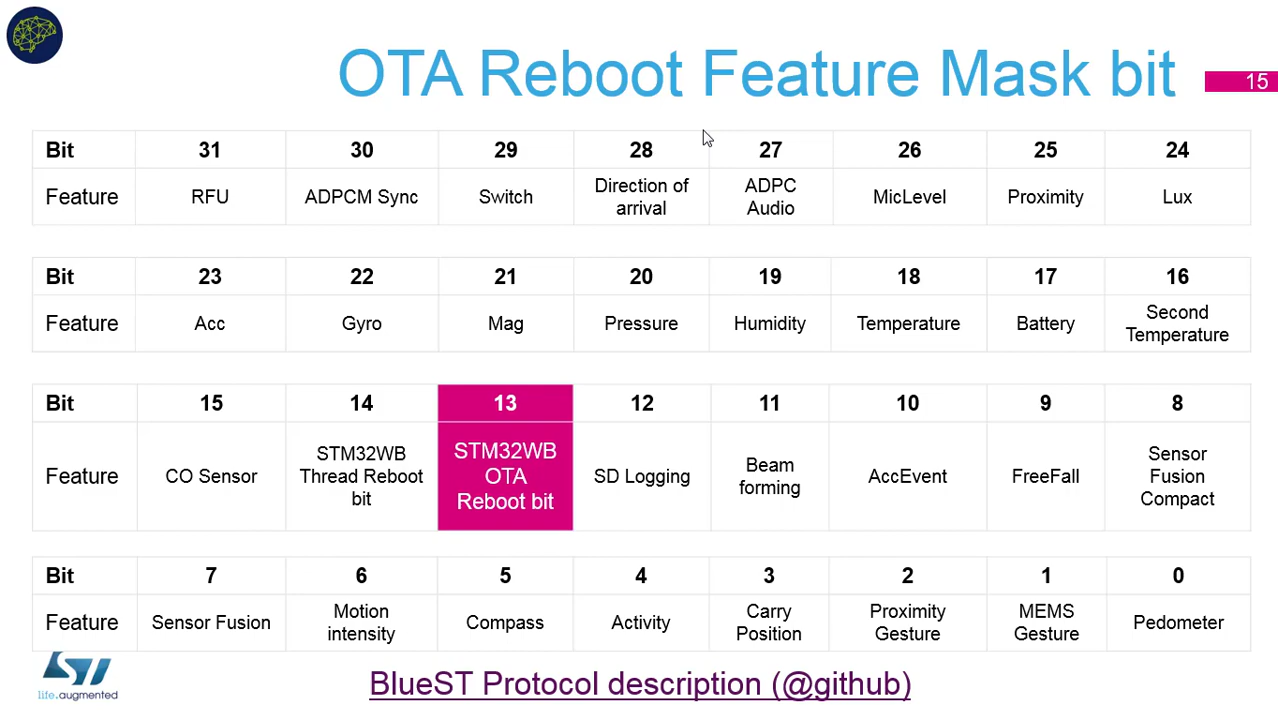 OTA Reboot Feature Mask bit
15
Bit 31 30 29 28 27 26 25 24
Feature RFU ADPCM Sync Switch Direction of arrival ADPC Audio MicLevel Proximity Lux
Bit 23 22 21 20 19 18 17 16
Feature Acc Gyro Mag Pressure Humidity Temperature Battery Second Temperature
Bit 15 14 13 12 11 10 9 8
Feature CO Sensor STM32WB Thread Reboot bit STM32WB OTA Reboot bit SD Logging Beam forming AccEvent FreeFall Sensor Fusion Compact
Bit 7 6 5 4 3 2 1 0
Feature Sensor Fusion Motion intensity Compass Activity Carry Position Proximity Gesture MEMS Gesture Pedometer
ST
life.augmented
BlueST Protocol description (@github)